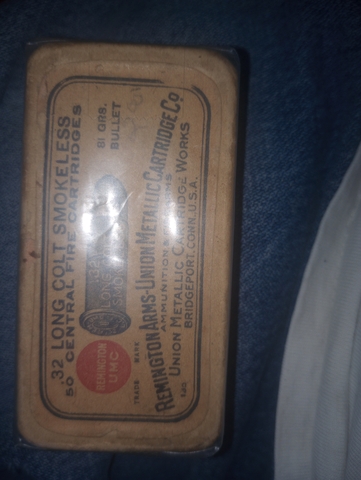 .32 LONG COLT SMOKELESS
50 CENTRAL FIRE CARTRIDGES
81 GRS.
BULLET
REMINGTON
UMC
TRADE MARK
REMINGTON ARMS-UNION METALLIC CARTRIDGE CO.
AMMUNITION &
UNION METALLIC CARTRIDGE WORKS
BRIDGEPORT, CONN. U.S.A.